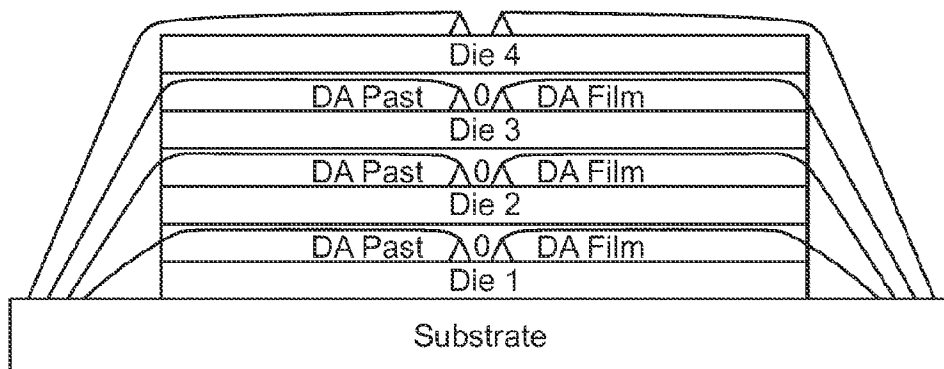 Die 4
DA Past 0 DA Film
Die 3
DA Past 0 DA Film
Die 2
DA Past 0 DA Film
Die 1
Substrate